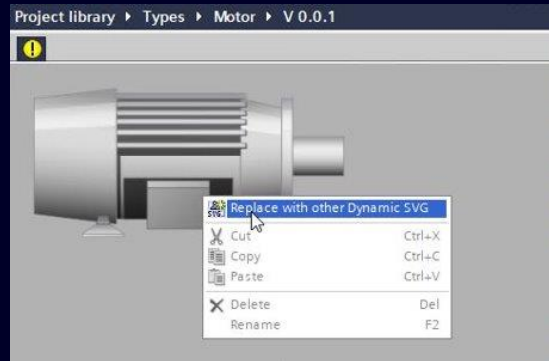 Project library ▸ Types ▸ Motor ▸ V 0.0.1
SVG Replace with other Dynamic SVG
Cut Ctrl+X
Copy Ctrl+C
Paste Ctrl+V
Delete Del
Rename F2